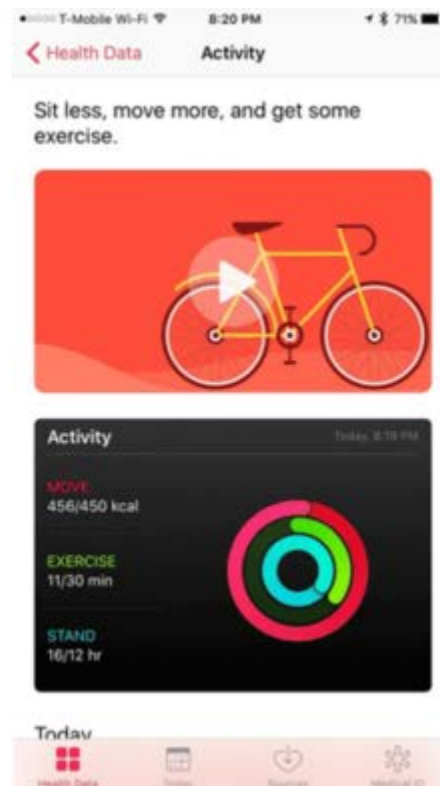 T-Mobile Wi-Fi 8:20 PM 71%
Health Data Activity
Sit less, move more, and get some
exercise.
Activity Today, 8:19 PM
MOVE
456/450 kcal
EXERCISE
11/30 min
STAND
16/12 hr
Today
Health Data Today Sources Medical ID